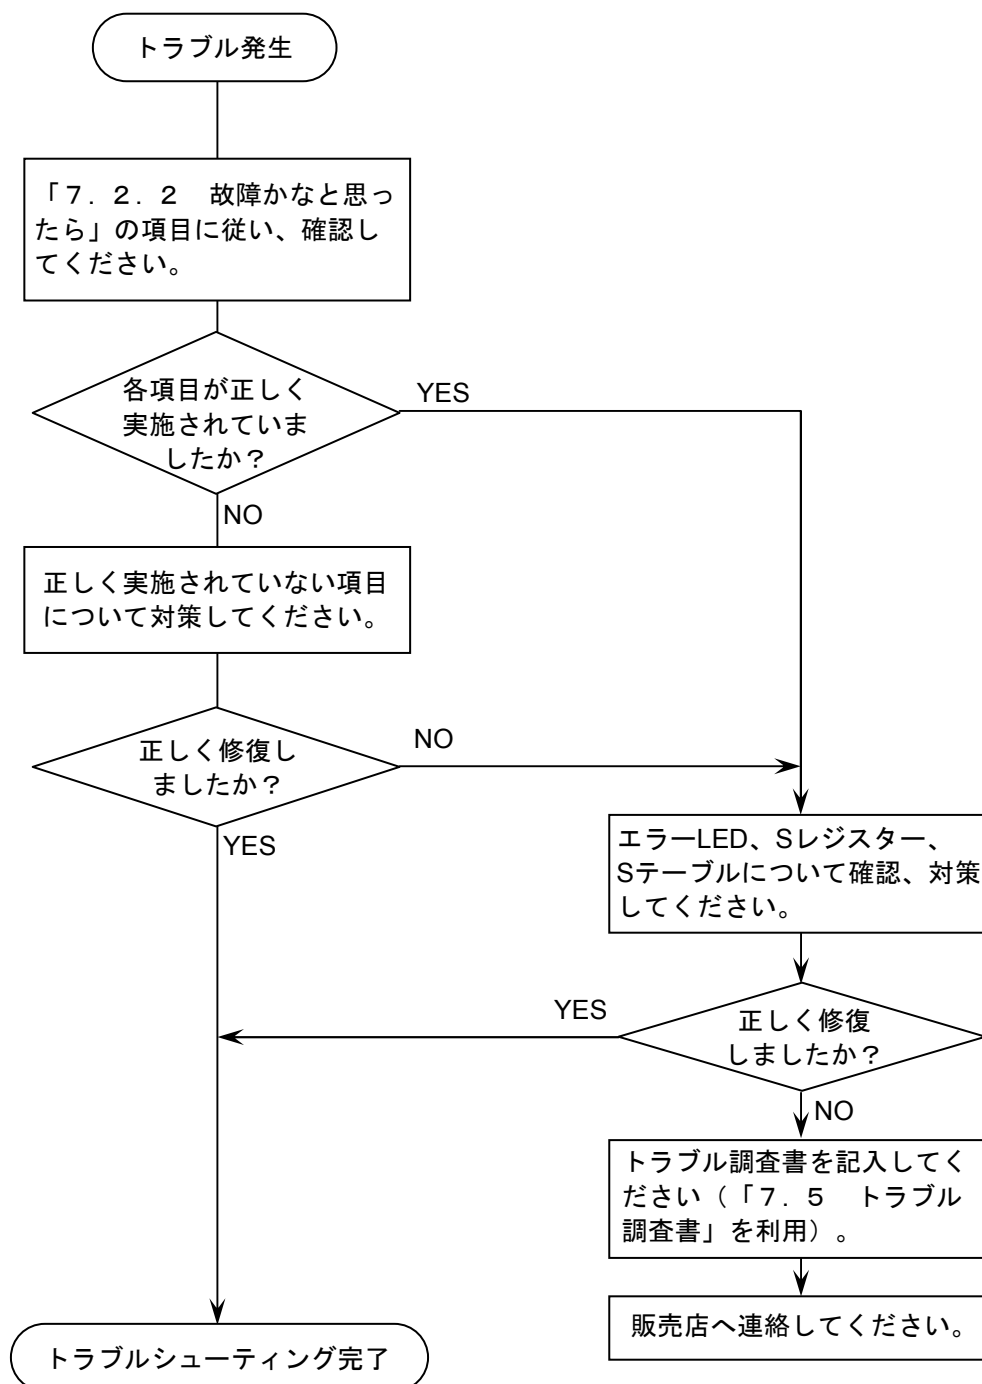 トラブル発生
「７．２．２　故障かなと思っ
たら」の項目に従い、確認し
てください。
各項目が正しく
実施されていま
したか？
YES
NO
正しく実施されていない項目
について対策してください。
正しく修復し
ましたか？
NO
YES
エラーLED、Sレジスター、
Sテーブルについて確認、対策
してください。
正しく修復
しましたか？
YES
NO
トラブル調査書を記入してく
ださい（「７．５　トラブル
調査書」を利用）。
販売店へ連絡してください。
トラブルシューティング完了